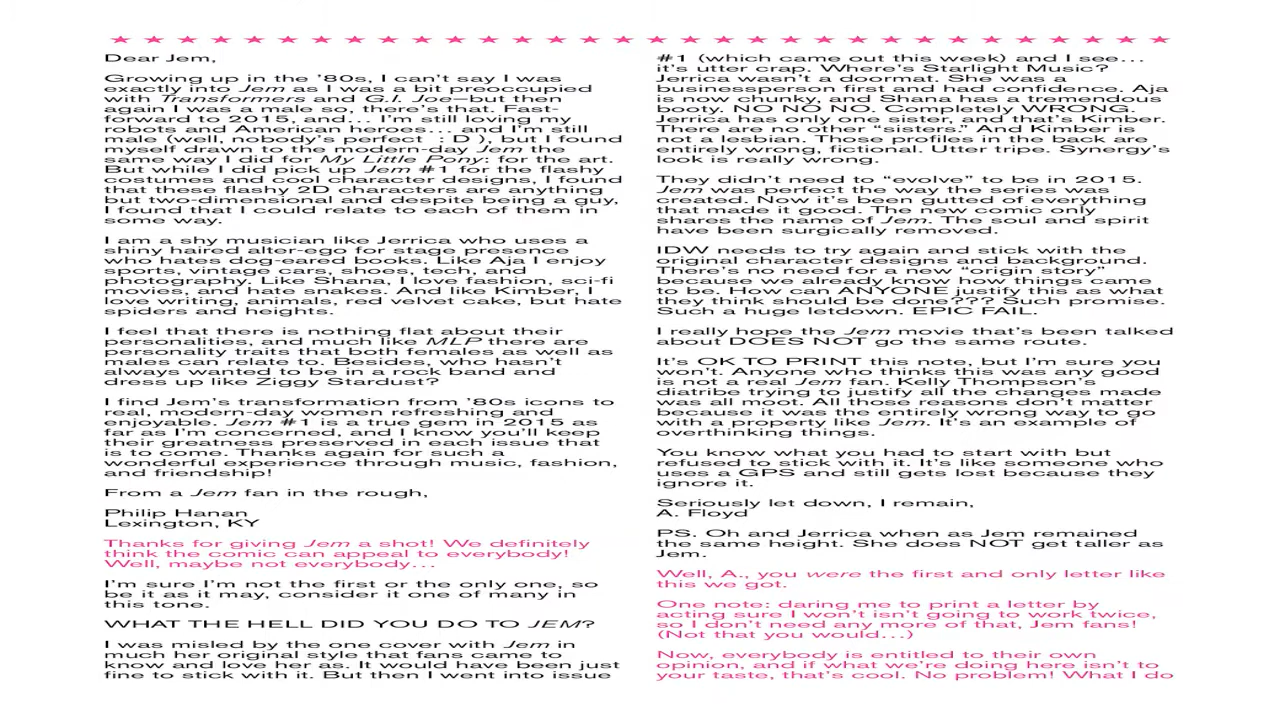 Dear Jem,
Growing up in the ’80s, I can’t say I was
exactly into Jem as I was a bit preoccupied
with Transformers and G.I. Joe—but then
again I was a male so, there’s that. Fast-
forward to 2015, and… I’m still loving my
robots and American heroes… and I’m still
male (well, nobody’s perfect  : D ), but I found
myself drawn to the modern-day Jem the
same way I did for My Little Pony: for the art.
But while I did pick up Jem #1 for the flashy
costumes and cool character designs, I found
that these flashy 2D characters are anything
but two-dimensional and despite being a guy,
I found that I could relate to each of them in
some way.
I am a shy musician like Jerrica who uses a
shiny haired alter-ego for stage presence
who hates dog-eared books. Like Aja I enjoy
sports, vintage cars, shoes, tech, and
photography. Like Shana, I love fashion, sci-fi
movies, and hate snakes. And like Kimber, I
love writing, animals, red velvet cake, but hate
spiders and heights.
I feel that there is nothing flat about their
personalities, and much like MLP there are
personality traits that both females as well as
males can relate to. Besides, who hasn’t
always wanted to be in a rock band and
dress up like Ziggy Stardust?
I find Jem’s transformation from ’80s icons to
real, modern-day women refreshing and
enjoyable. Jem #1 is a true gem in 2015 as
far as I’m concerned, and I know you’ll keep
their greatness preserved in each issue that
is to come. Thanks again for such a
wonderful experience through music, fashion,
and friendship!
From a Jem fan in the rough,
Philip Hanan
Lexington, KY
Thanks for giving Jem a shot! We definitely
think the comic can appeal to everybody!
Well, maybe not everybody…
I’m sure I’m not the first or the only one, so
be it as it may, consider it one of many in
this tone.
WHAT THE HELL DID YOU DO TO JEM?
I was misled by the one cover with Jem in
much her original style that fans came to
know and love her as. It would have been just
fine to stick with it. But then I went into issue
#1 (which came out this week) and I see…
it’s utter crap. Where’s Starlight Music?
Jerrica wasn’t a doormat. She was a
businessperson first and had confidence. Aja
is now chunky, and Shana has a tremendous
booty. NO NO NO. Completely WRONG.
Jerrica has only one sister, and that’s Kimber.
There are no other “sisters.” And Kimber is
not a lesbian. Those profiles in the back are
entirely wrong, fictional. Utter tripe. Synergy’s
look is really wrong.
They didn’t need to “evolve” to be in 2015.
Jem was perfect the way the series was
created. Now it’s been gutted of everything
that made it good. The new comic only
shares the name of Jem. The soul and spirit
have been surgically removed.
IDW needs to try again and stick with the
original character designs and background.
There’s no need for a new “origin story”
because we already know how things came
to be. How can ANYONE justify this as what
they think should be done??? Such promise.
Such a huge letdown. EPIC FAIL.
I really hope the Jem movie that’s been talked
about DOES NOT go the same route.
It’s OK TO PRINT this note, but I’m sure you
won’t. Anyone who thinks this was any good
is not a real Jem fan. Kelly Thompson’s
diatribe trying to justify all the changes made
was all moot. All those reasons don’t matter
because it was the entirely wrong way to go
with a property like Jem. It’s an example of
overthinking things.
You know what you had to start with but
refused to stick with it. It’s like someone who
uses a GPS and still gets lost because they
ignore it.
Seriously let down, I remain,
A. Floyd
PS. Oh and Jerrica when as Jem remained
the same height. She does NOT get taller as
Jem.
Well, A., you were the first and only letter like
this we got.
One note: daring me to print a letter by
acting sure I won’t isn’t going to work twice,
so I don’t need any more of that, Jem fans!
(Not that you would…)
Now, everybody is entitled to their own
opinion, and if what we’re doing here isn’t to
your taste, that’s cool. No problem! What I do